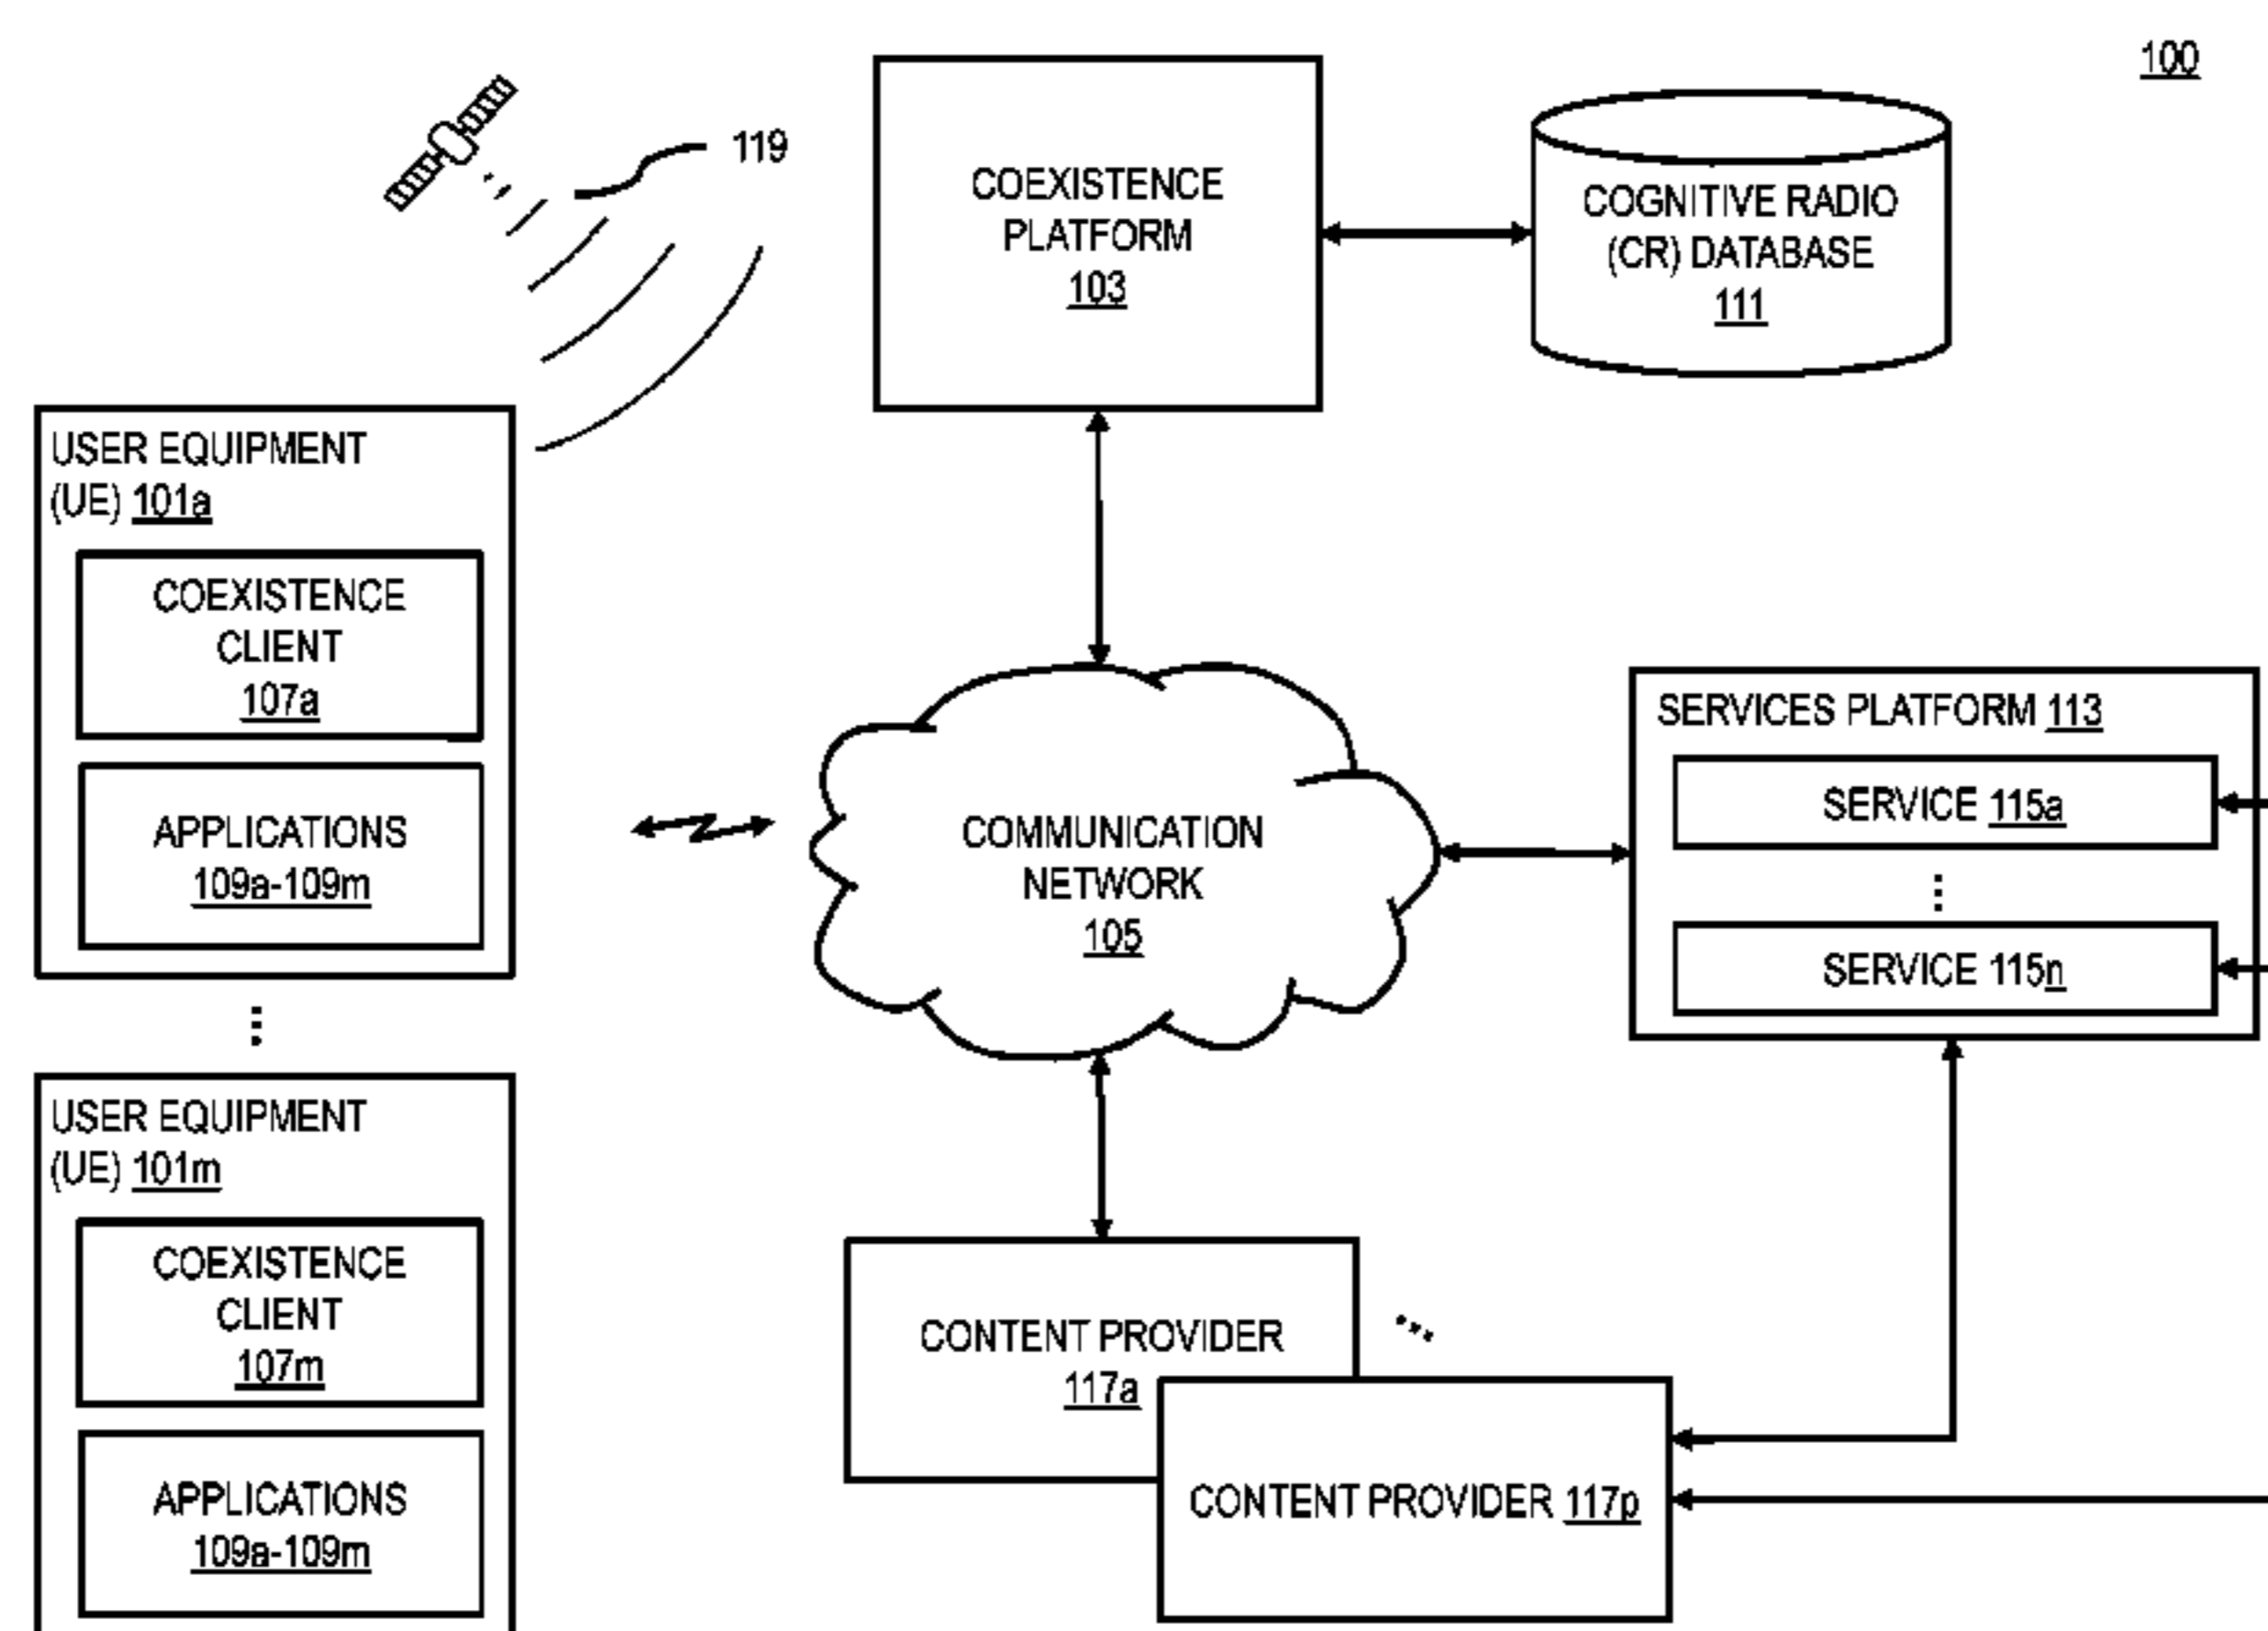 100
119
COEXISTENCE
PLATFORM
103
COGNITIVE RADIO
(CR) DATABASE
111
USER EQUIPMENT
(UE) 101a
COEXISTENCE
CLIENT
107a
APPLICATIONS
109a-109m
⋮
USER EQUIPMENT
(UE) 101m
COEXISTENCE
CLIENT
107m
APPLICATIONS
109a-109m
COMMUNICATION
NETWORK
105
SERVICES PLATFORM 113
SERVICE 115a
⋮
SERVICE 115n
CONTENT PROVIDER
117a
...
CONTENT PROVIDER 117p